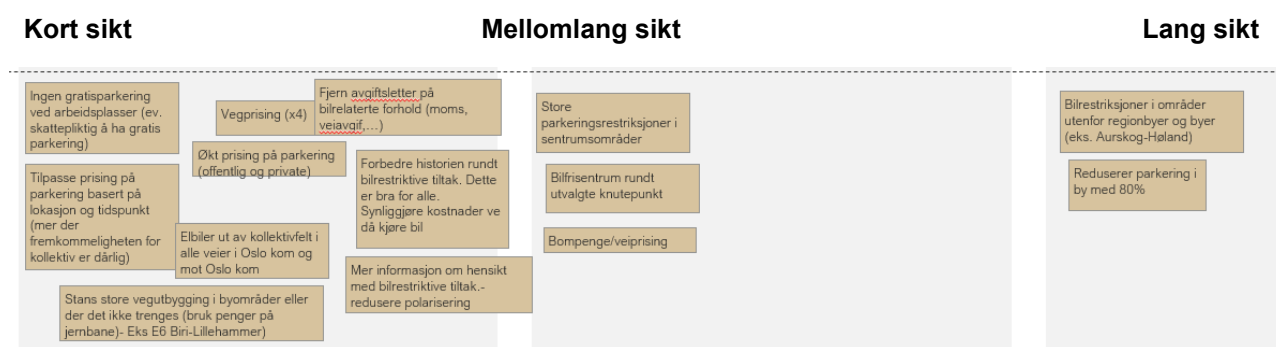 Kort sikt
Mellomlang sikt
Lang sikt
Ingen gratisparkering
ved arbeidsplasser (ev.
skattepliktig å ha gratis
parkering)
Vegprising (x4)
Fjern avgiftsletter på
bilrelaterte forhold (moms,
veiavgif,…)
Økt prising på parkering
(offentlig og private)
Tilpasse prising på
parkering basert på
lokasjon og tidspunkt
(mer der
fremkommeligheten for
kollektiv er dårlig)
Forbedre historien rundt
bilrestriktive tiltak. Dette
er bra for alle.
Synliggjøre kostnader ve
då kjøre bil
Elbiler ut av kollektivfelt i
alle veier i Oslo kom og
mot Oslo kom
Mer informasjon om hensikt
med bilrestriktive tiltak.-
redusere polarisering
Stans store vegutbygging i byområder eller
der det ikke trenges (bruk penger på
jernbane)- Eks E6 Biri-Lillehammer)
Store
parkeringsrestriksjoner i
sentrumsområder
Bilfrisentrum rundt
utvalgte knutepunkt
Bompenge/veiprising
Bilrestriksjoner i områder
utenfor regionbyer og byer
(eks. Aurskog-Høland)
Reduserer parkering i
by med 80%